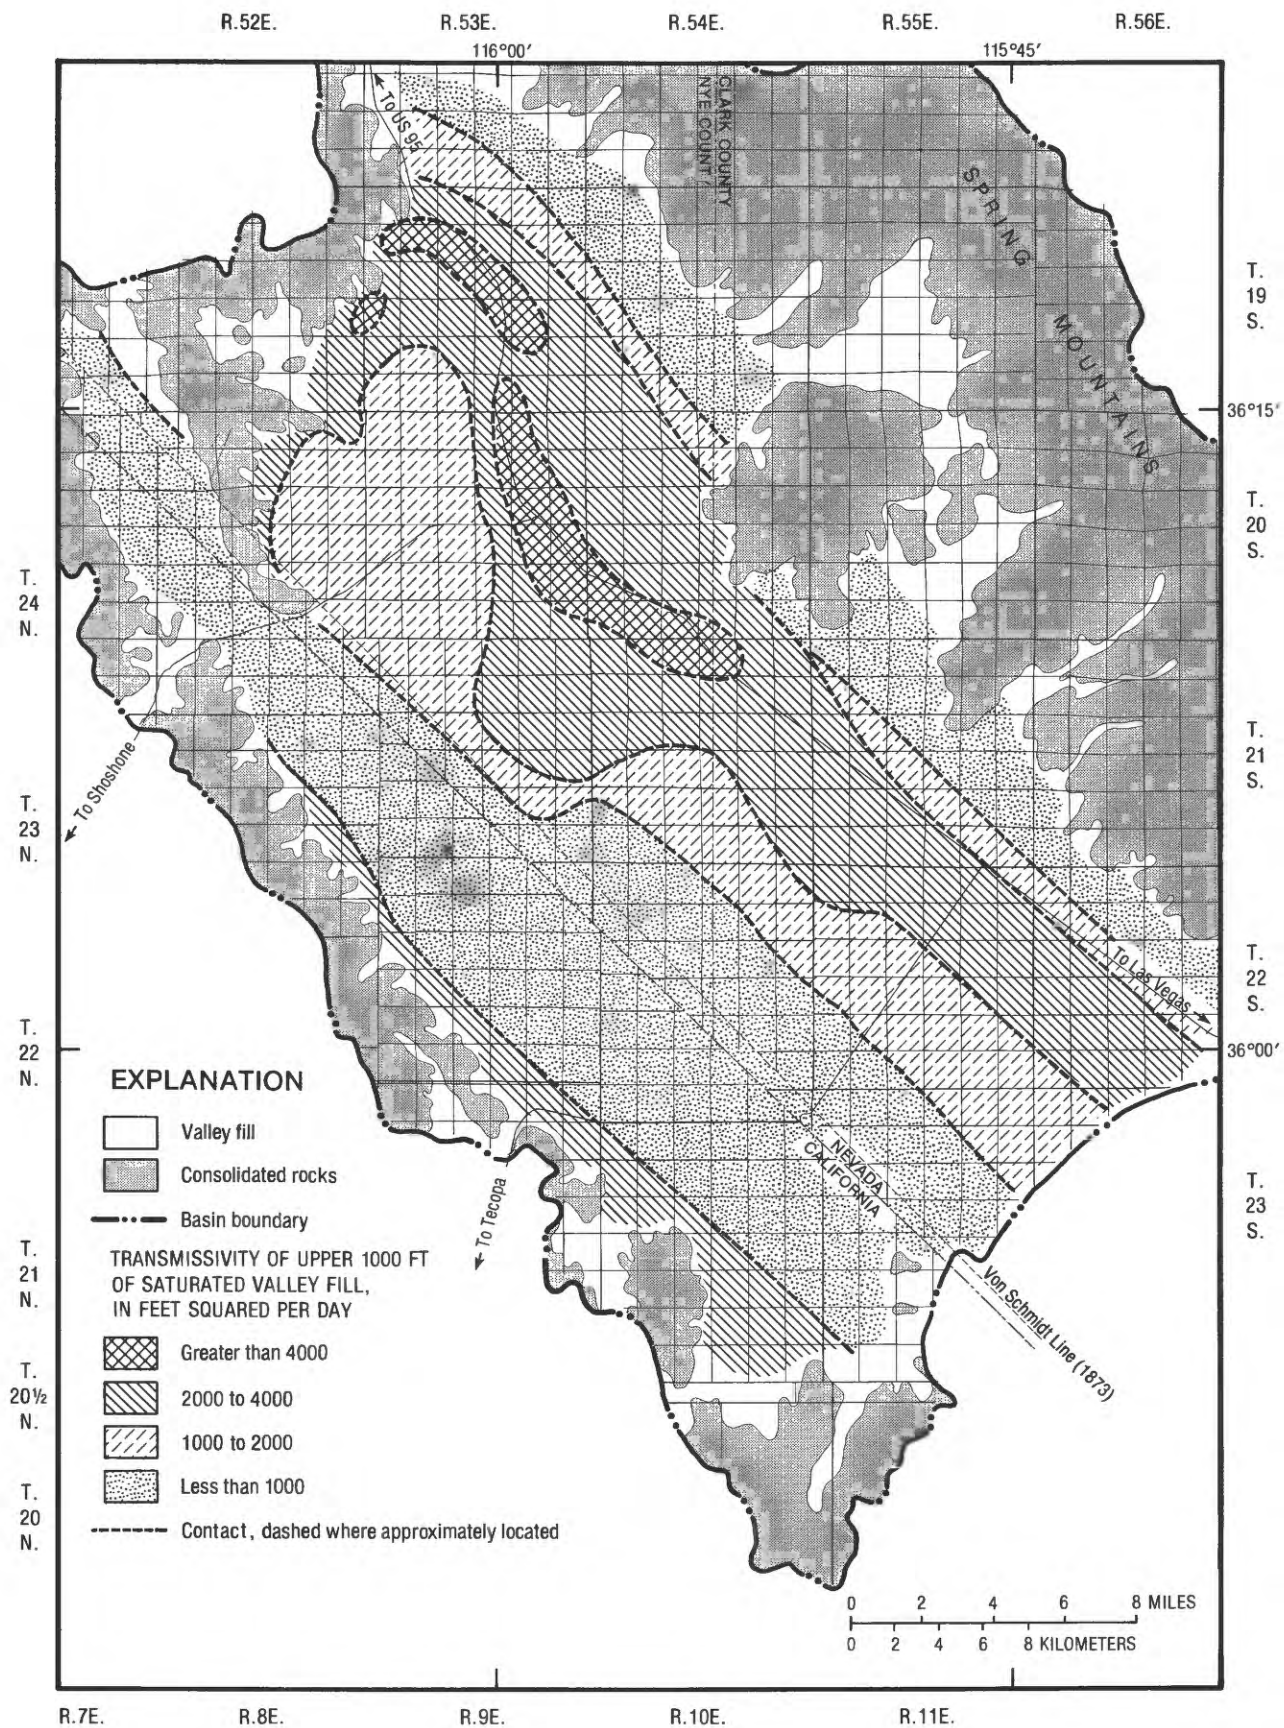 R.52E.
R.53E.
R.54E.
R.55E.
R.56E.
116°00′
115°45′
To US 95
CLARK COUNTY
NYE COUNTY
SPRING
MOUNTAINS
T.
19
S.
36°15′
T.
20
S.
T.
24
N.
T.
21
S.
To Shoshone
T.
23
N.
To Las Vegas
T.
22
S.
T.
22
N.
36°00′
EXPLANATION
Valley fill
Consolidated rocks
Basin boundary
TRANSMISSIVITY OF UPPER 1000 FT
OF SATURATED VALLEY FILL,
IN FEET SQUARED PER DAY
Greater than 4000
2000 to 4000
1000 to 2000
Less than 1000
Contact, dashed where approximately located
NEVADA
CALIFORNIA
To Tecopa
T.
23
S.
T.
21
N.
Von Schmidt Line (1873)
T.
20½
N.
T.
20
N.
0 2 4 6 8 MILES
0 2 4 6 8 KILOMETERS
R.7E.
R.8E.
R.9E.
R.10E.
R.11E.